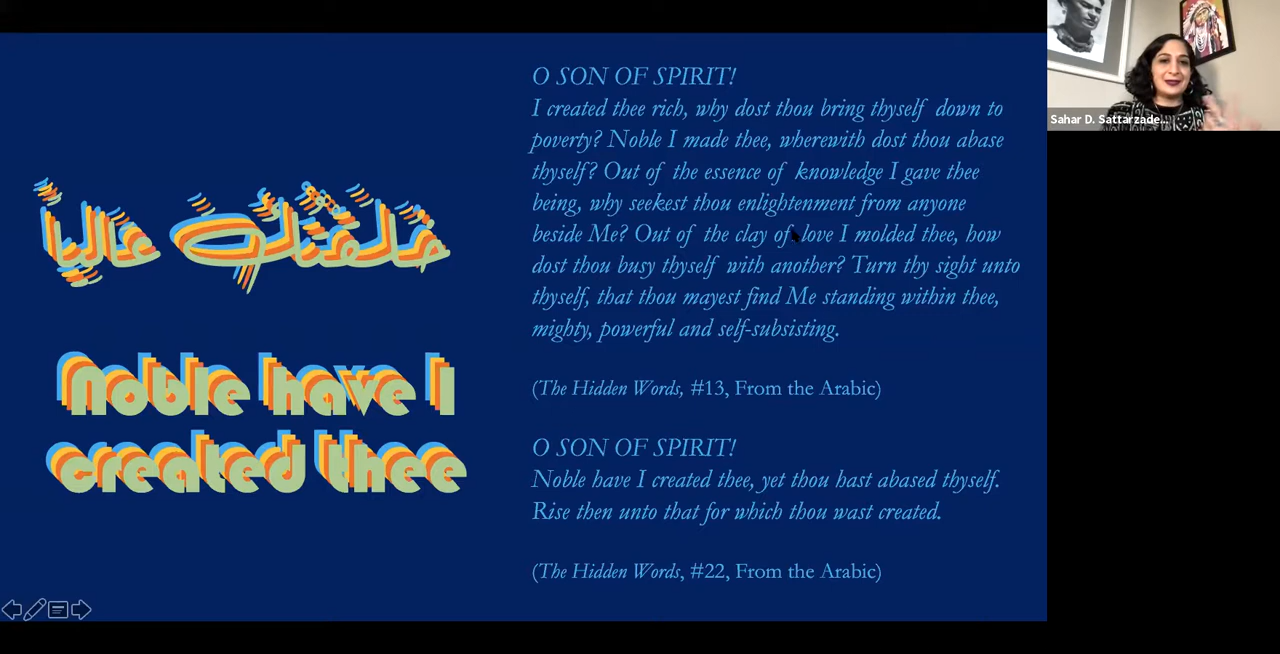 خلقتك عالياً
Noble have I
created thee
O SON OF SPIRIT!
I created thee rich, why dost thou bring thyself down to
poverty? Noble I made thee, wherewith dost thou abase
thyself? Out of the essence of knowledge I gave thee
being, why seekest thou enlightenment from anyone
beside Me? Out of the clay of love I molded thee, how
dost thou busy thyself with another? Turn thy sight unto
thyself, that thou mayest find Me standing within thee,
mighty, powerful and self-subsisting.
(The Hidden Words, #13, From the Arabic)
O SON OF SPIRIT!
Noble have I created thee, yet thou hast abased thyself.
Rise then unto that for which thou wast created.
(The Hidden Words, #22, From the Arabic)
Sahar D. Sattarzade...